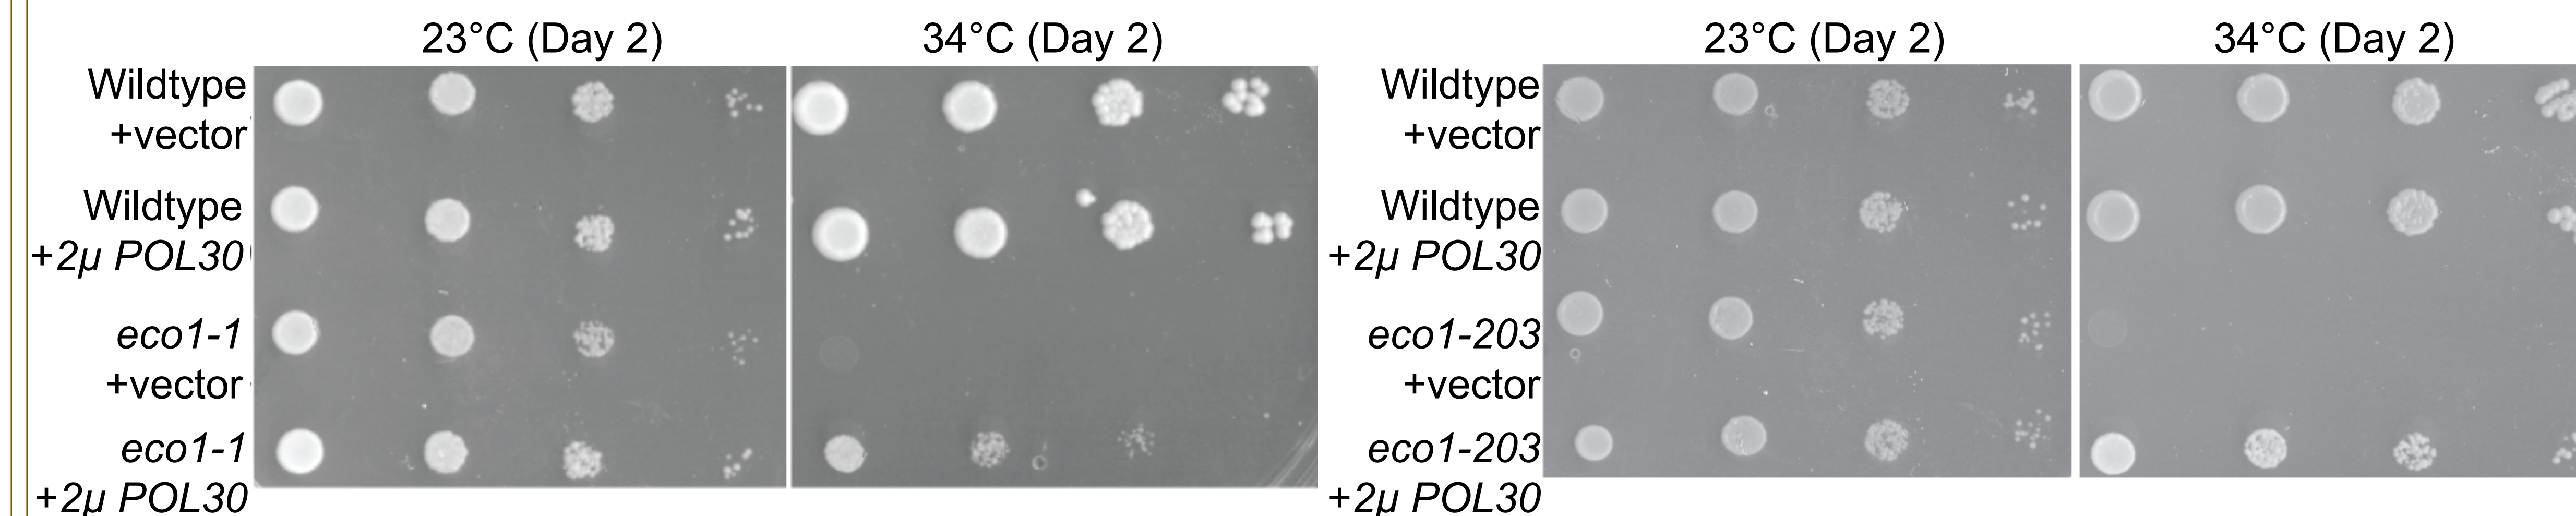 23°C (Day 2)
34°C (Day 2)
Wildtype
+vector
Wildtype
+2µ POL30
eco1-1
+vector
eco1-1
+2µ POL30
23°C (Day 2)
34°C (Day 2)
Wildtype
+vector
Wildtype
+2µ POL30
eco1-203
+vector
eco1-203
+2µ POL30